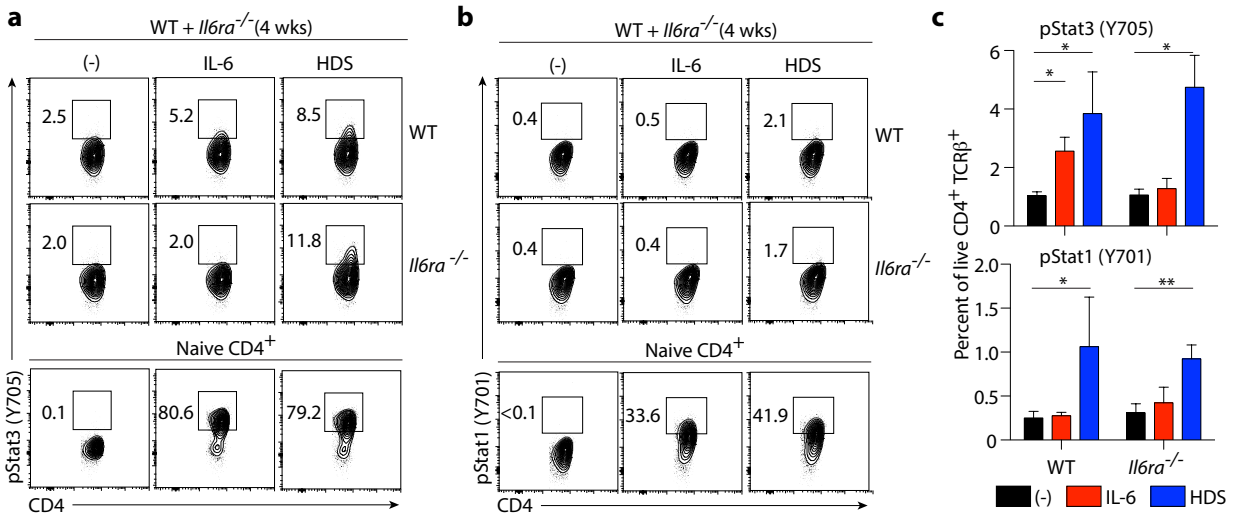 a
WT + Il6ra-/- (4 wks)
(-) IL-6 HDS
2.5 5.2 8.5 WT
2.0 2.0 11.8 Il6ra -/-
Naive CD4+
0.1 80.6 79.2
pStat3 (Y705)
CD4
b
WT + Il6ra-/- (4 wks)
(-) IL-6 HDS
0.4 0.5 2.1 WT
0.4 0.4 1.7 Il6ra -/-
Naive CD4+
<0.1 33.6 41.9
pStat1 (Y701)
CD4
c
pStat3 (Y705)
* * *
6
4
2
0
pStat1 (Y701)
* **
2.0
1.5
1.0
0.5
0
Percent of live CD4+ TCRβ+
WT Il6ra-/-
(-) IL-6 HDS